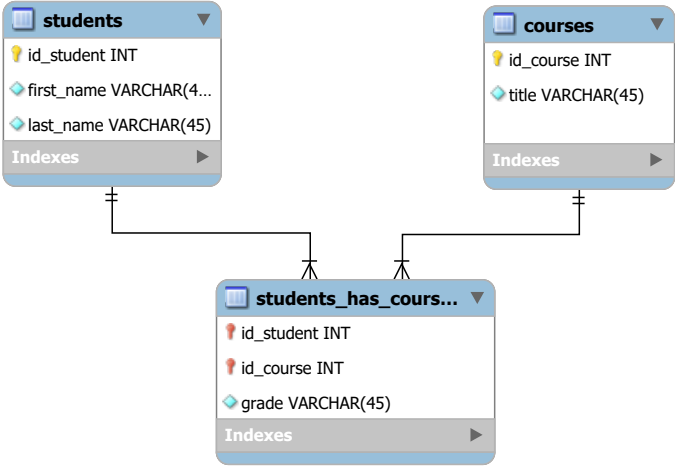 students
id_student INT
first_name VARCHAR(4...
last_name VARCHAR(45)
Indexes
courses
id_course INT
title VARCHAR(45)
Indexes
students_has_cours...
id_student INT
id_course INT
grade VARCHAR(45)
Indexes